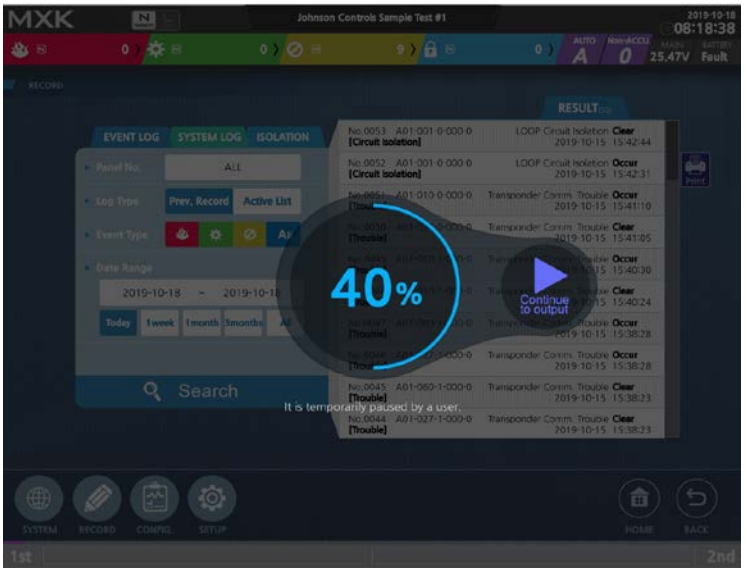 MXK
N
Johnson Controls Sample Test #1
2019-10-18
08:18:38
0
0
9
0
AUTO
A
Non-ACCU
0
MAIN
25.47V
BATTERY
Fault
RECORD
RESULT
EVENT LOG SYSTEM LOG ISOLATION
Panel No. ALL
Log Type Prev. Record Active List
Event Type
Date Range
2019-10-18 ~ 2019-10-18
Today 1week 1month 3months All
Search
No.0053 A01-001-0-000-0 LOOP Circuit Isolation Clear
[Circuit Isolation] 2019-10-15 15:42:44
No.0052 A01-001-0-000-0 LOOP Circuit Isolation Occur
[Circuit Isolation] 2019-10-15 15:42:31
No.0051 A01-010-0-000-0 Transponder Comm. Trouble Occur
2019-10-15 15:41:10
Transponder Comm. Trouble Clear
2019-10-15 15:41:05
15:40:30
15:40:24
Occur
15:38:28
Transponder Comm. Trouble Occur
2019-10-15 15:38:28
No.0045 A01-060-1-000-0 Transponder Comm. Trouble Clear
[Trouble] 2019-10-15 15:38:23
No.0044 A01-027-1-000-0 Transponder Comm. Trouble Clear
[Trouble] 2019-10-15 15:38:23
Print
40%
Continue
to output
It is temporarily paused by a user.
SYSTEM RECORD CONFIG. SETUP HOME BACK
1st 2nd